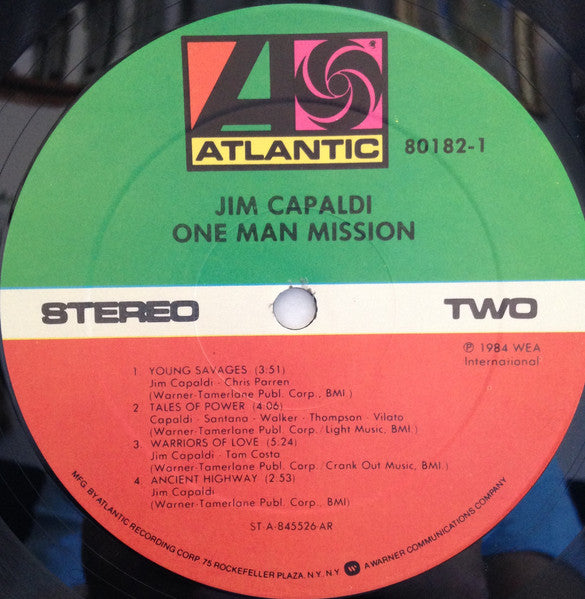 ATLANTIC
80182-1
JIM CAPALDI
ONE MAN MISSION
STEREO
TWO
℗ 1984 WEA
International
1 YOUNG SAVAGES (3:51)
Jim Capaldi - Chris Parren
(Warner-Tamerlane Publ. Corp., BMI.)
2 TALES OF POWER (4:06)
Capaldi - Santana - Walker - Thompson - Vilato
(Warner-Tamerlane Publ. Corp./Light Music, BMI.)
3 WARRIORS OF LOVE (5:24)
Jim Capaldi - Tom Costa
(Warner-Tamerlane Publ. Corp./Crank Out Music, BMI.)
4 ANCIENT HIGHWAY (2:53)
Jim Capaldi
(Warner-Tamerlane Publ. Corp., BMI)
ST-A-845526-AR
MFG. BY ATLANTIC RECORDING CORP. 75 ROCKEFELLER PLAZA, N.Y. N.Y. A WARNER COMMUNICATIONS COMPANY